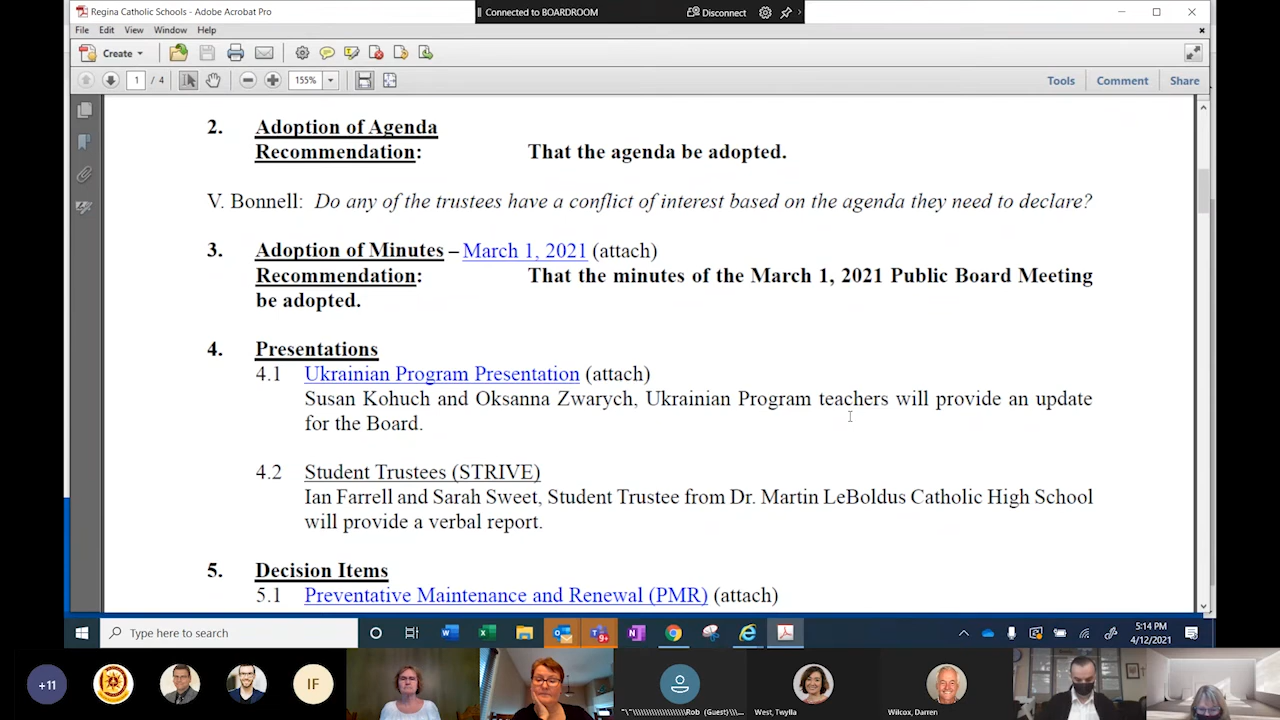 Regina Catholic Schools - Adobe Acrobat Pro
Connected to BOARDROOM
Disconnect
File Edit View Window Help
Create
1 / 4
155%
Tools Comment Share
2. Adoption of Agenda
Recommendation: That the agenda be adopted.
V. Bonnell: Do any of the trustees have a conflict of interest based on the agenda they need to declare?
3. Adoption of Minutes – March 1, 2021 (attach)
Recommendation: That the minutes of the March 1, 2021 Public Board Meeting
be adopted.
4. Presentations
4.1 Ukrainian Program Presentation (attach)
Susan Kohuch and Oksanna Zwarych, Ukrainian Program teachers will provide an update
for the Board.
4.2 Student Trustees (STRIVE)
Ian Farrell and Sarah Sweet, Student Trustee from Dr. Martin LeBoldus Catholic High School
will provide a verbal report.
5. Decision Items
5.1 Preventative Maintenance and Renewal (PMR) (attach)
Type here to search
9+
5:14 PM
4/12/2021
+11
IF
Rob (Guest)
West, Twylla
Wilcox, Darren